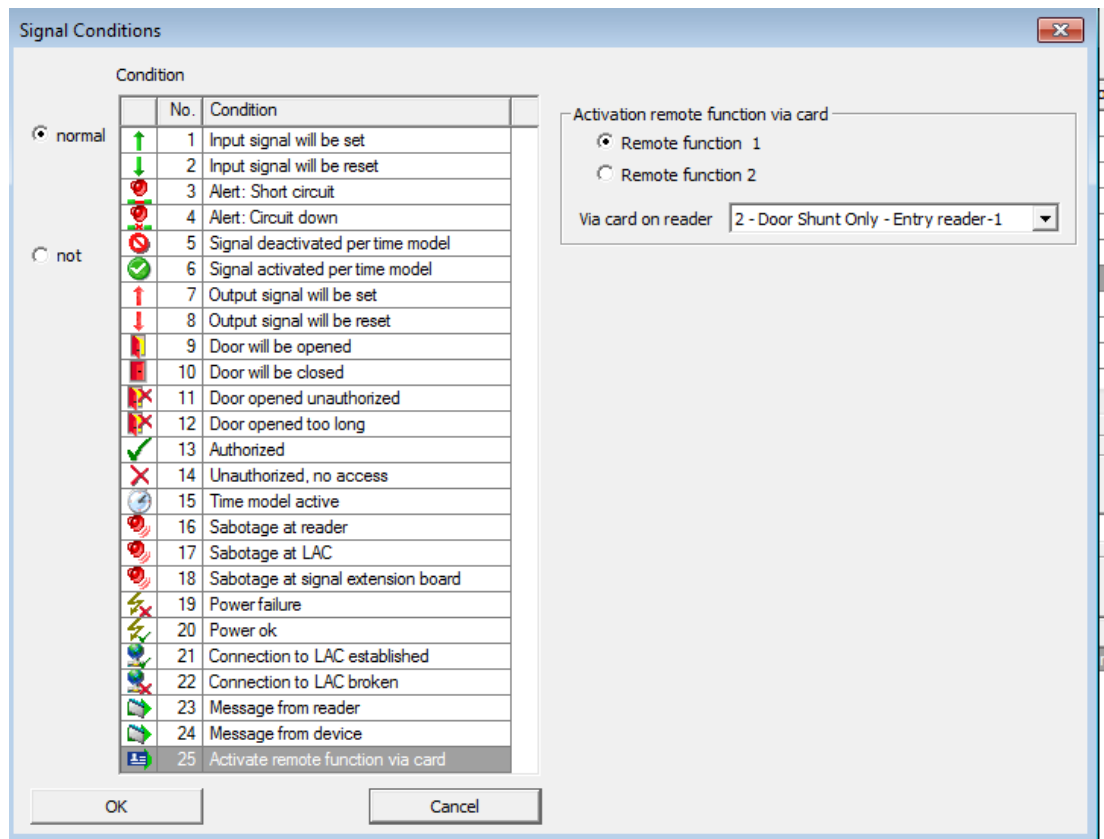 Signal Conditions
Condition
No. Condition
normal
not
1 Input signal will be set
2 Input signal will be reset
3 Alert: Short circuit
4 Alert: Circuit down
5 Signal deactivated per time model
6 Signal activated per time model
7 Output signal will be set
8 Output signal will be reset
9 Door will be opened
10 Door will be closed
11 Door opened unauthorized
12 Door opened too long
13 Authorized
14 Unauthorized, no access
15 Time model active
16 Sabotage at reader
17 Sabotage at LAC
18 Sabotage at signal extension board
19 Power failure
20 Power ok
21 Connection to LAC established
22 Connection to LAC broken
23 Message from reader
24 Message from device
25 Activate remote function via card
Activation remote function via card
Remote function 1
Remote function 2
Via card on reader 2 - Door Shunt Only - Entry reader-1
OK Cancel